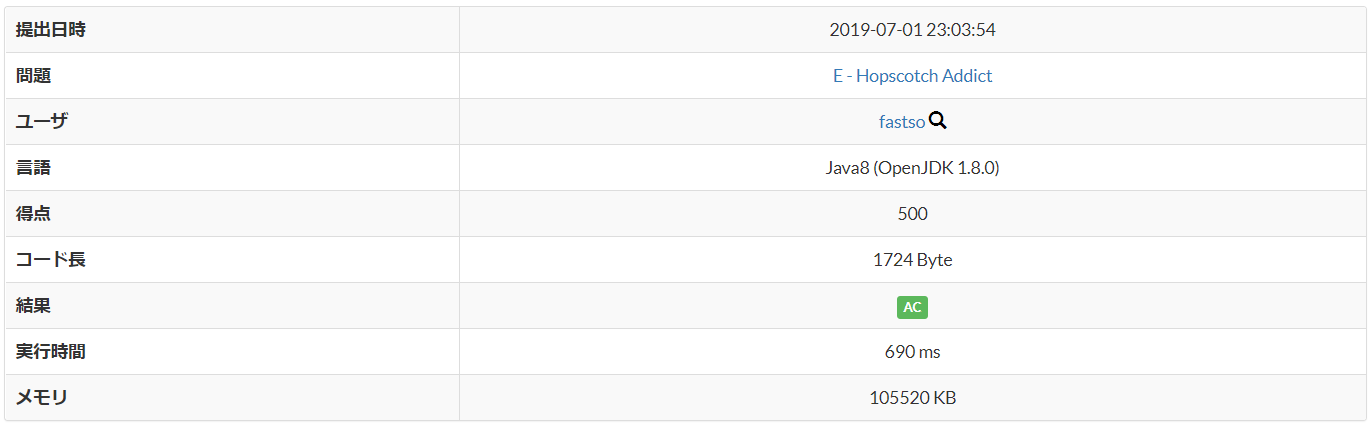 提出日時 2019-07-01 23:03:54
問題 E - Hopscotch Addict
ユーザ fastso
言語 Java8 (OpenJDK 1.8.0)
得点 500
コード長 1724 Byte
結果 AC
実行時間 690 ms
メモリ 105520 KB